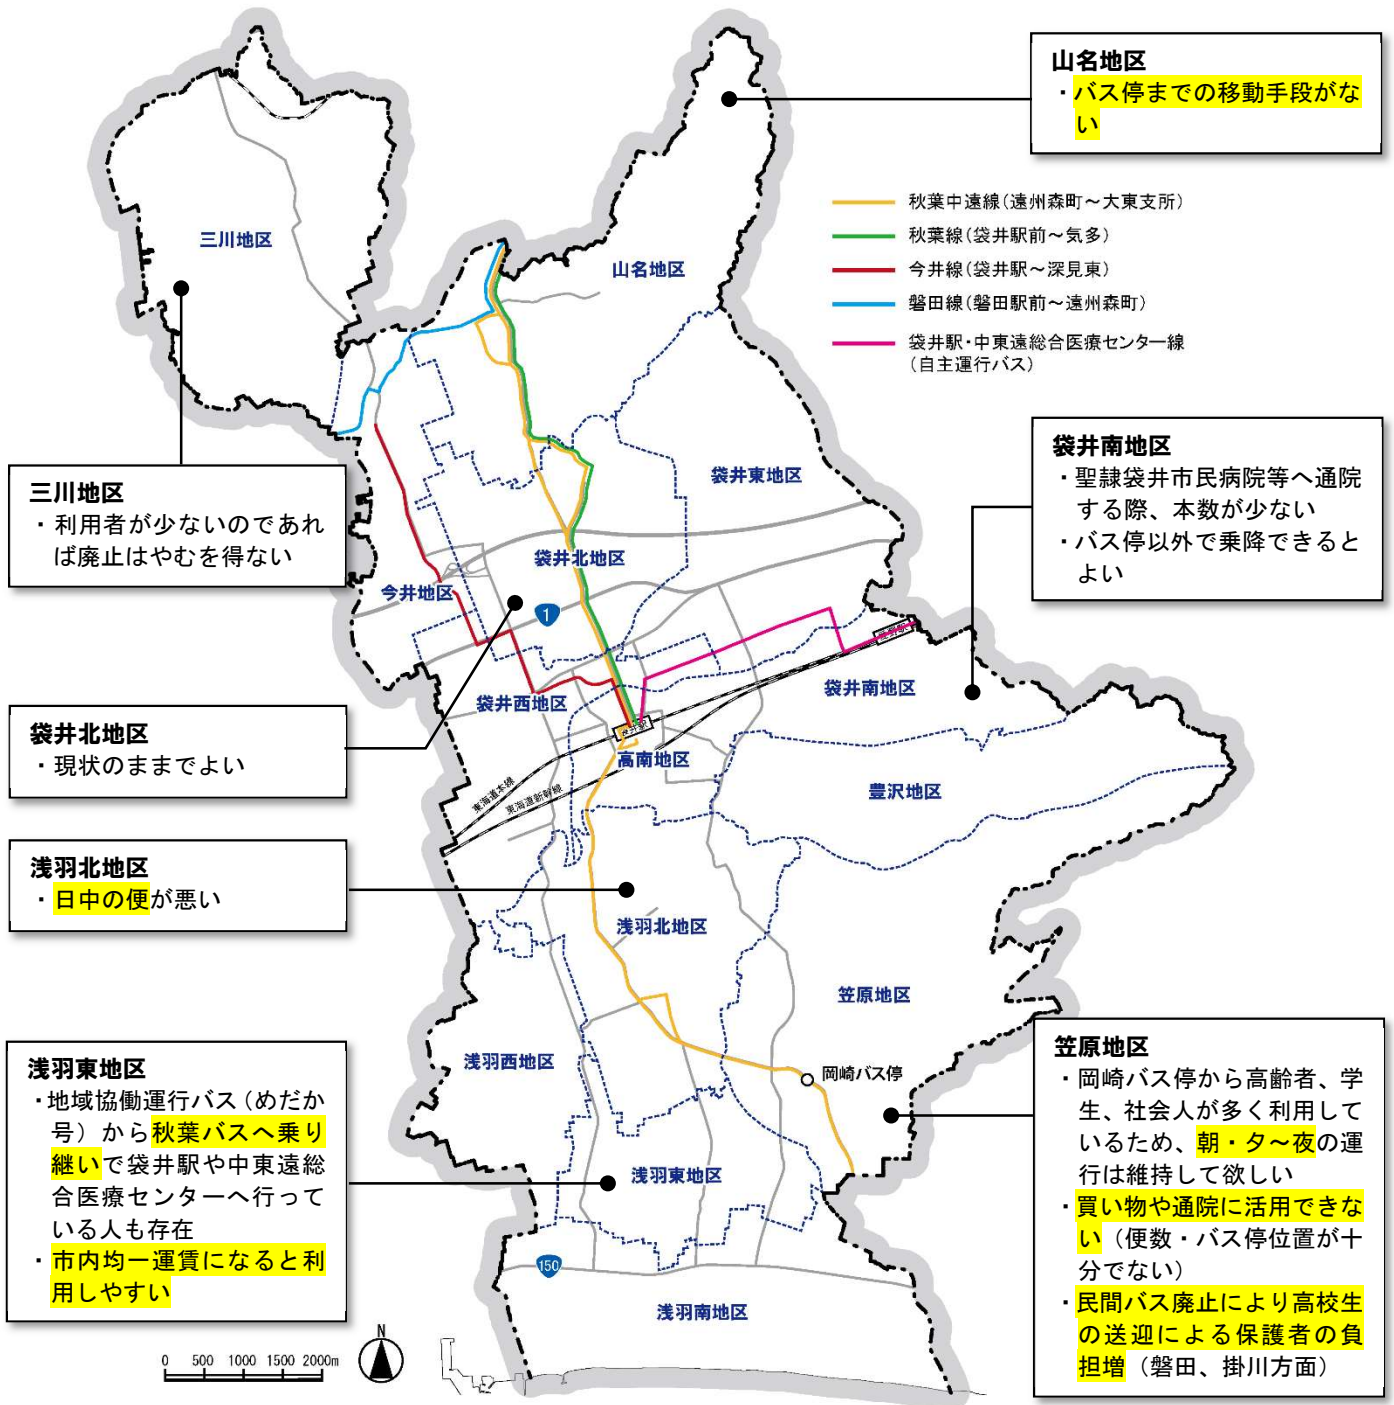 山名地区
・バス停までの移動手段がな
い
秋葉中遠線(遠州森町～大東支所)
秋葉線(袋井駅前～気多)
今井線(袋井駅～深見東)
磐田線(磐田駅前～遠州森町)
袋井駅・中東遠総合医療センター線
(自主運行バス)
三川地区
山名地区
袋井東地区
袋井北地区
今井地区
1
袋井西地区
袋井南地区
高南地区
豊沢地区
東海道本線
東海道新幹線
袋井駅
愛野駅
浅羽北地区
笠原地区
浅羽西地区
岡崎バス停
浅羽東地区
150
浅羽南地区
三川地区
・利用者が少ないのであれ
ば廃止はやむを得ない
袋井南地区
・聖隷袋井市民病院等へ通院
する際、本数が少ない
・バス停以外で乗降できると
よい
袋井北地区
・現状のままでよい
浅羽北地区
・日中の便が悪い
浅羽東地区
・地域協働運行バス（めだか
号）から秋葉バスへ乗り
継いで袋井駅や中東遠総
合医療センターへ行って
いる人も存在
・市内均一運賃になると利
用しやすい
笠原地区
・岡崎バス停から高齢者、学
生、社会人が多く利用して
いるため、朝・夕～夜の運
行は維持して欲しい
・買い物や通院に活用できな
い（便数・バス停位置が十
分でない）
・民間バス廃止により高校生
の送迎による保護者の負
担増（磐田、掛川方面）
0 500 1000 1500 2000m
N